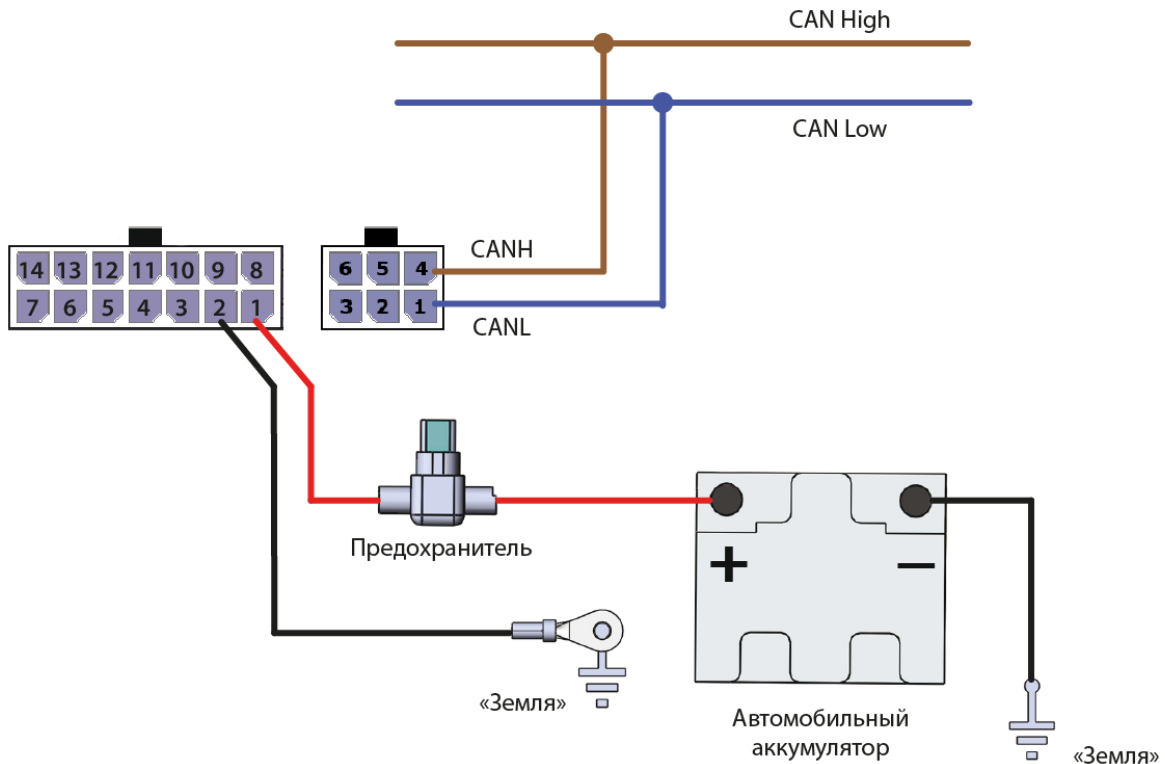 CAN High
CAN Low
14 13 12 11 10 9 8
7 6 5 4 3 2 1
6 5 4
3 2 1
CANH
CANL
Предохранитель
+ −
«Земля»
Автомобильный
аккумулятор
«Земля»